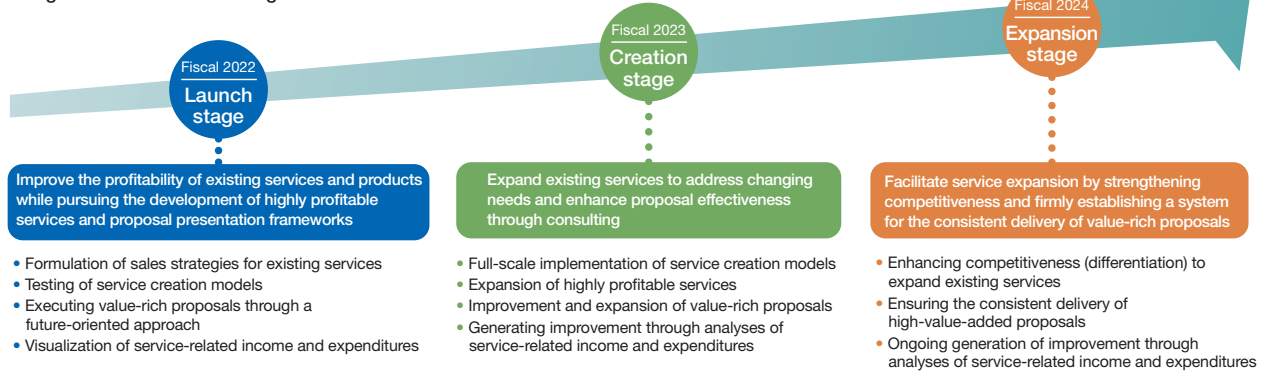 Fiscal 2022
Launch
stage
Fiscal 2023
Creation
stage
Fiscal 2024
Expansion
stage
Improve the profitability of existing services and products
while pursuing the development of highly profitable
services and proposal presentation frameworks
• Formulation of sales strategies for existing services
• Testing of service creation models
• Executing value-rich proposals through a
future-oriented approach
• Visualization of service-related income and expenditures
Expand existing services to address changing
needs and enhance proposal effectiveness
through consulting
• Full-scale implementation of service creation models
• Expansion of highly profitable services
• Improvement and expansion of value-rich proposals
• Generating improvement through analyses of
service-related income and expenditures
Facilitate service expansion by strengthening
competitiveness and firmly establishing a system
for the consistent delivery of value-rich proposals
• Enhancing competitiveness (differentiation) to
expand existing services
• Ensuring the consistent delivery of
high-value-added proposals
• Ongoing generation of improvement through
analyses of service-related income and expenditures